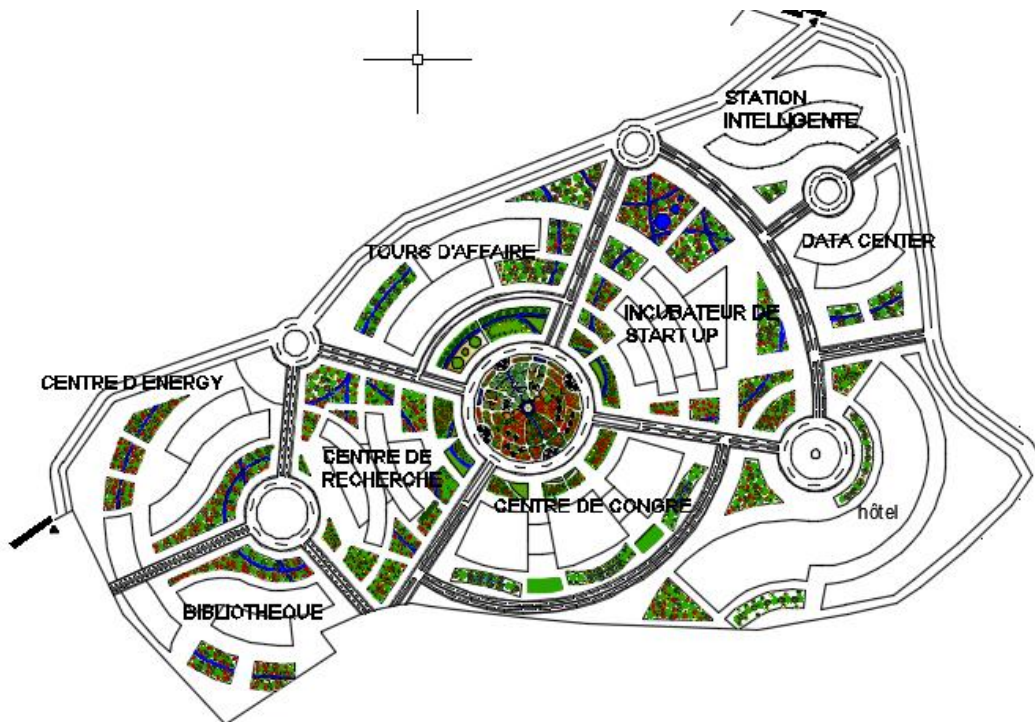 STATION
INTELLIGENTE
DATA CENTER
TOURS D'AFFAIRE
INCUBATEUR DE
START UP
CENTRE D'ENERGY
CENTRE DE
RECHERCHE
CENTRE DE CONGRE
hôtel
BIBLIOTHEQUE